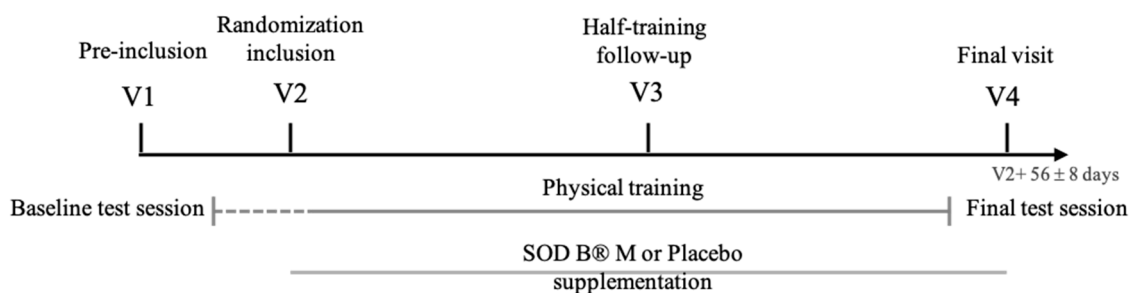 Pre-inclusion
V1
Randomization
inclusion
V2
Half-training
follow-up
V3
Final visit
V4
V2+ 56 ± 8 days
Baseline test session
Physical training
Final test session
SOD B® M or Placebo
supplementation